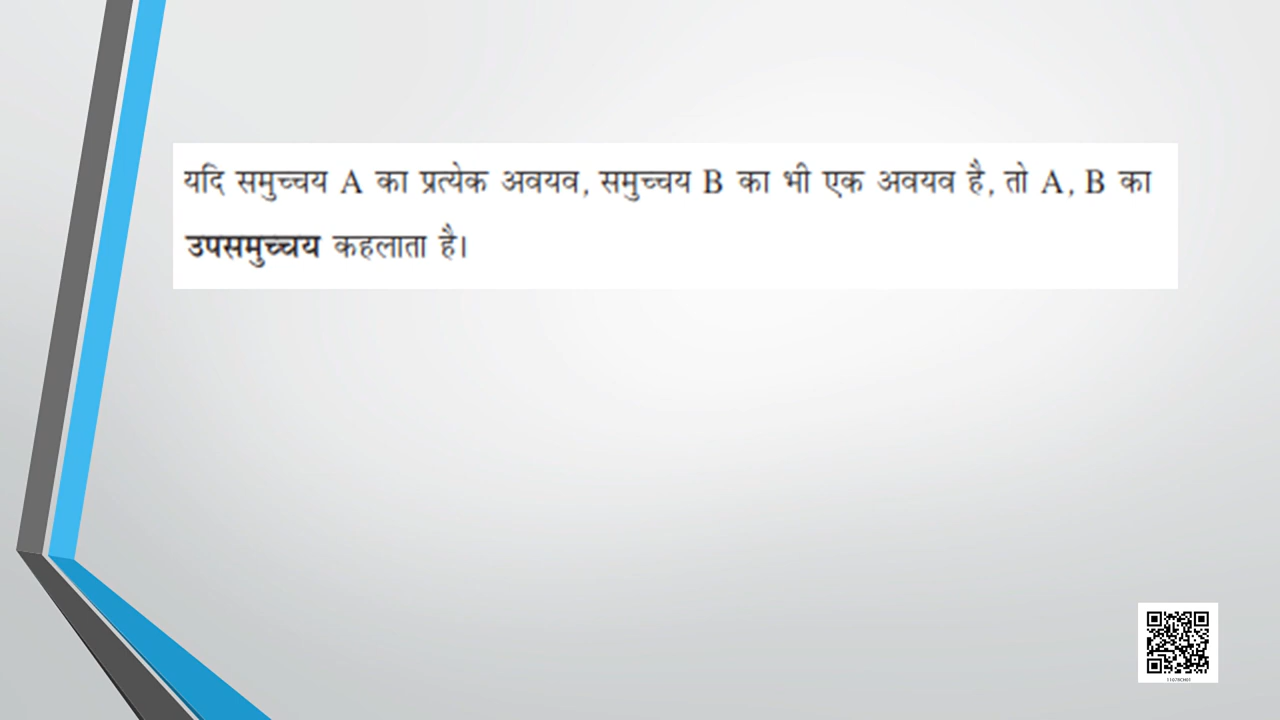 यदि समुच्चय A का प्रत्येक अवयव, समुच्चय B का भी एक अवयव है, तो A, B का
उपसमुच्चय कहलाता है।